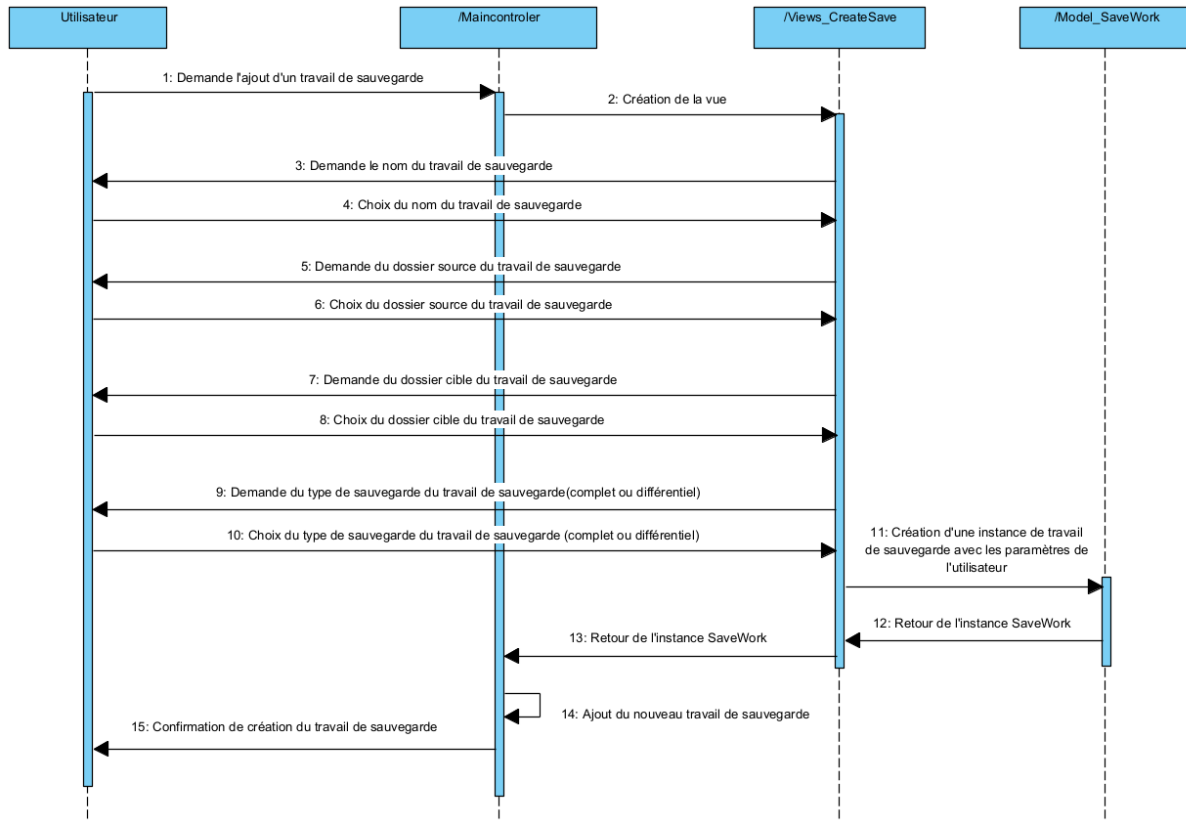 Utilisateur
/Maincontroler
/Views_CreateSave
/Model_SaveWork
1: Demande l'ajout d'un travail de sauvegarde
2: Création de la vue
3: Demande le nom du travail de sauvegarde
4: Choix du nom du travail de sauvegarde
5: Demande du dossier source du travail de sauvegarde
6: Choix du dossier source du travail de sauvegarde
7: Demande du dossier cible du travail de sauvegarde
8: Choix du dossier cible du travail de sauvegarde
9: Demande du type de sauvegarde du travail de sauvegarde(complet ou différentiel)
10: Choix du type de sauvegarde du travail de sauvegarde (complet ou différentiel)
11: Création d'une instance de travail
de sauvegarde avec les paramètres de
l'utilisateur
12: Retour de l'instance SaveWork
13: Retour de l'instance SaveWork
14: Ajout du nouveau travail de sauvegarde
15: Confirmation de création du travail de sauvegarde